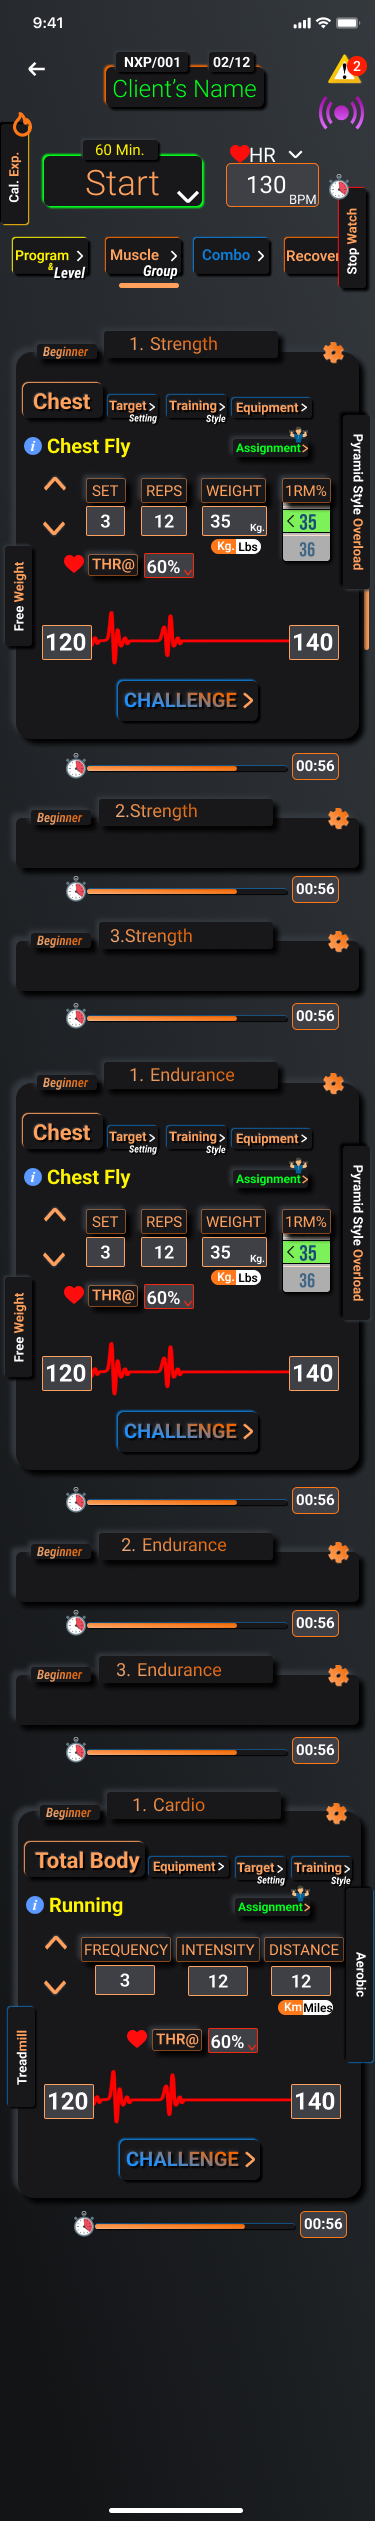 9:41
NXP/001 02/12
Client's Name
2
Cal. Exp.
60 Min.
Start
HR
130
BPM
Stop Watch
Program
& Level
Muscle
Group
Combo
Recover
Beginner
1. Strength
Chest
Target
Setting
Training
Style
Equipment
i Chest Fly
Assignment
Pyramid Style Overload
SET REPS WEIGHT 1RM%
3 12 35 Kg. 35
36
Kg. Lbs
Free Weight
THR@ 60%
120 140
CHALLENGE
00:56
Beginner
2.Strength
00:56
Beginner
3.Strength
00:56
Beginner
1. Endurance
Chest
Target
Setting
Training
Style
Equipment
i Chest Fly
Assignment
Pyramid Style Overload
SET REPS WEIGHT 1RM%
3 12 35 Kg. 35
36
Kg. Lbs
Free Weight
THR@ 60%
120 140
CHALLENGE
00:56
Beginner
2. Endurance
00:56
Beginner
3. Endurance
00:56
Beginner
1. Cardio
Total Body
Equipment
Target
Setting
Training
Style
i Running
Assignment
Aerobic
FREQUENCY INTENSITY DISTANCE
3 12 12
Km Miles
Treadmill
THR@ 60%
120 140
CHALLENGE
00:56